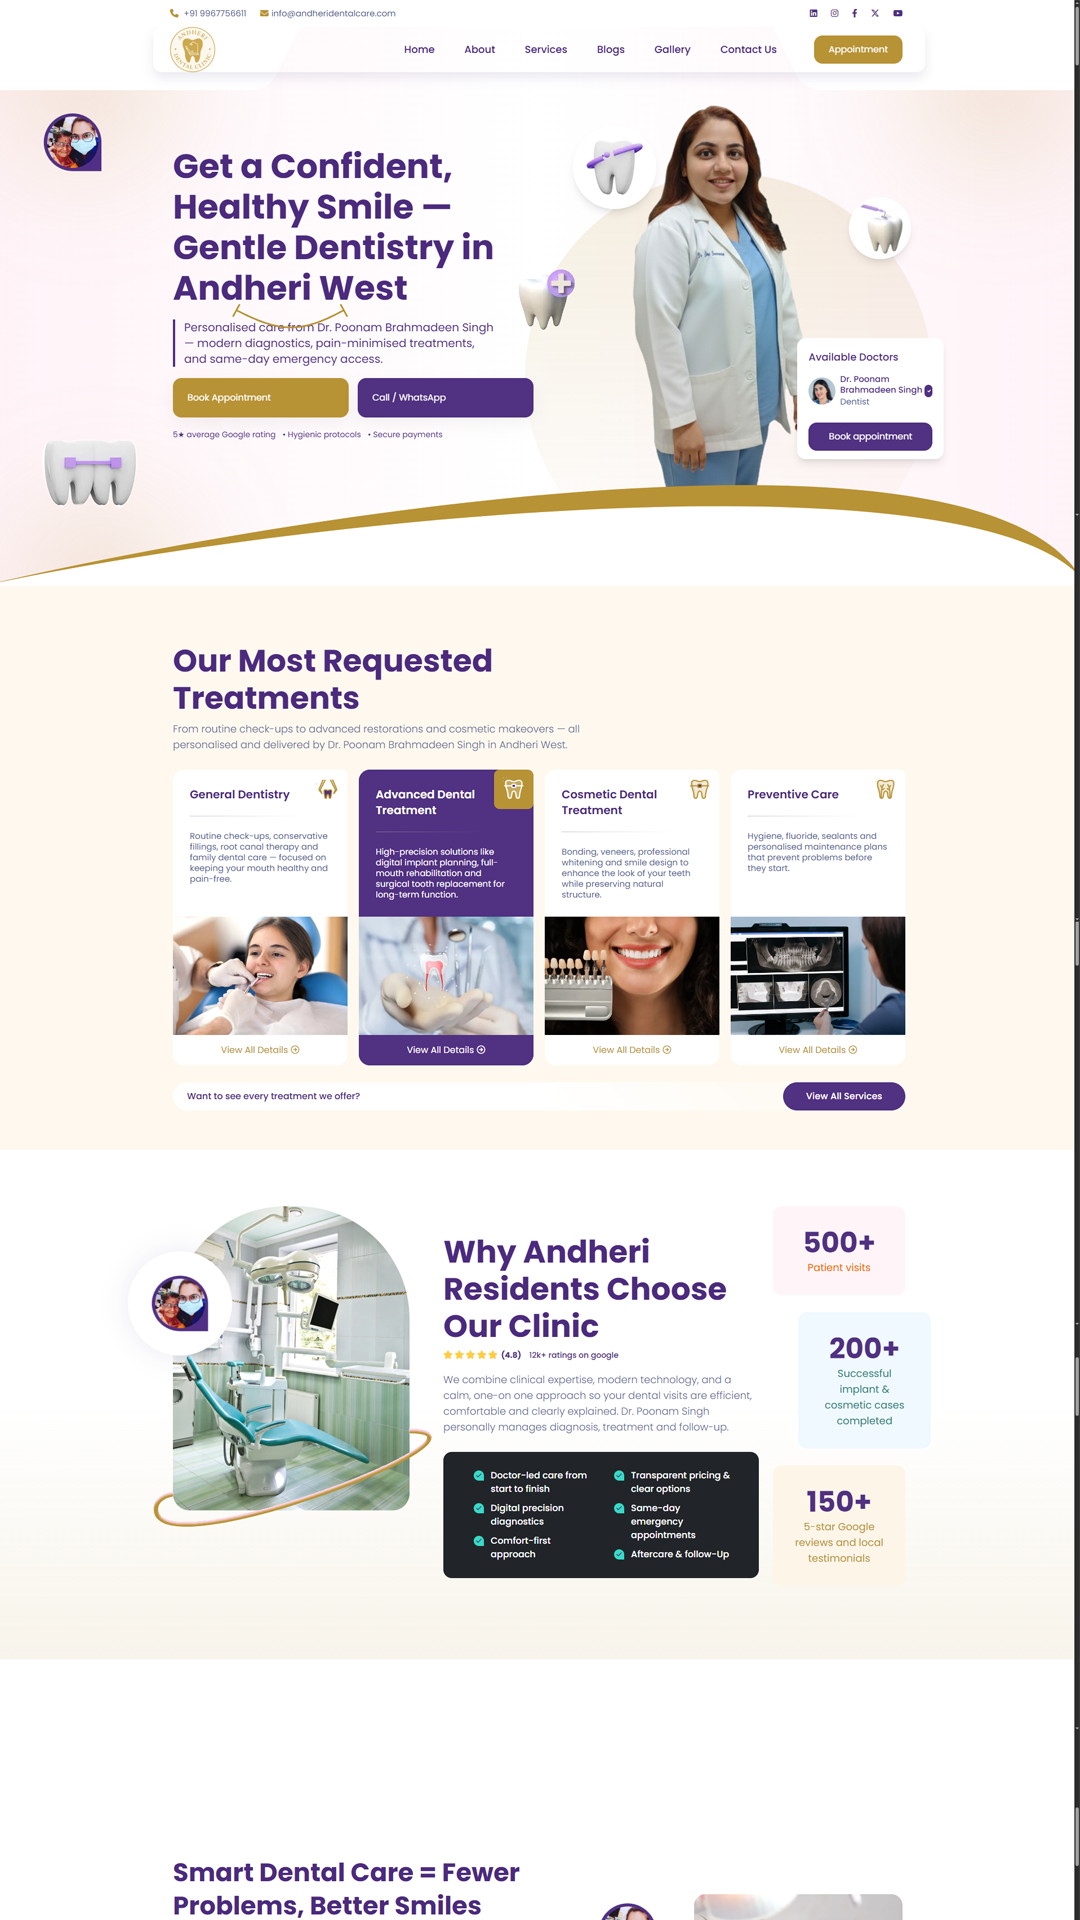 +91 9967756611 info@andheridentalcare.com
ANDHERI
DENTAL CLINIC
Home About Services Blogs Gallery Contact Us Appointment
Get a Confident,
Healthy Smile —
Gentle Dentistry in
Andheri West
Personalised care from Dr. Poonam Brahmadeen Singh
— modern diagnostics, pain-minimised treatments,
and same-day emergency access.
Book Appointment Call / WhatsApp
5★ average Google rating • Hygienic protocols • Secure payments
Available Doctors
Dr. Poonam
Brahmadeen Singh
Dentist
Book appointment
Our Most Requested
Treatments
From routine check-ups to advanced restorations and cosmetic makeovers — all
personalised and delivered by Dr. Poonam Brahmadeen Singh in Andheri West.
General Dentistry
Routine check-ups, conservative
fillings, root canal therapy and
family dental care — focused on
keeping your mouth healthy and
pain-free.
View All Details
Advanced Dental
Treatment
High-precision solutions like
digital implant planning, full-
mouth rehabilitation and
surgical tooth replacement for
long-term function.
View All Details
Cosmetic Dental
Treatment
Bonding, veneers, professional
whitening and smile design to
enhance the look of your teeth
while preserving natural
structure.
View All Details
Preventive Care
Hygiene, fluoride, sealants and
personalised maintenance plans
that prevent problems before
they start.
View All Details
Want to see every treatment we offer?
View All Services
Why Andheri
Residents Choose
Our Clinic
(4.8) 12k+ ratings on google
We combine clinical expertise, modern technology, and a
calm, one-on one approach so your dental visits are efficient,
comfortable and clearly explained. Dr. Poonam Singh
personally manages diagnosis, treatment and follow-up.
Doctor-led care from
start to finish
Digital precision
diagnostics
Comfort-first
approach
Transparent pricing &
clear options
Same-day
emergency
appointments
Aftercare & follow-Up
500+
Patient visits
200+
Successful
implant &
cosmetic cases
completed
150+
5-star Google
reviews and local
testimonials
Smart Dental Care = Fewer
Problems, Better Smiles